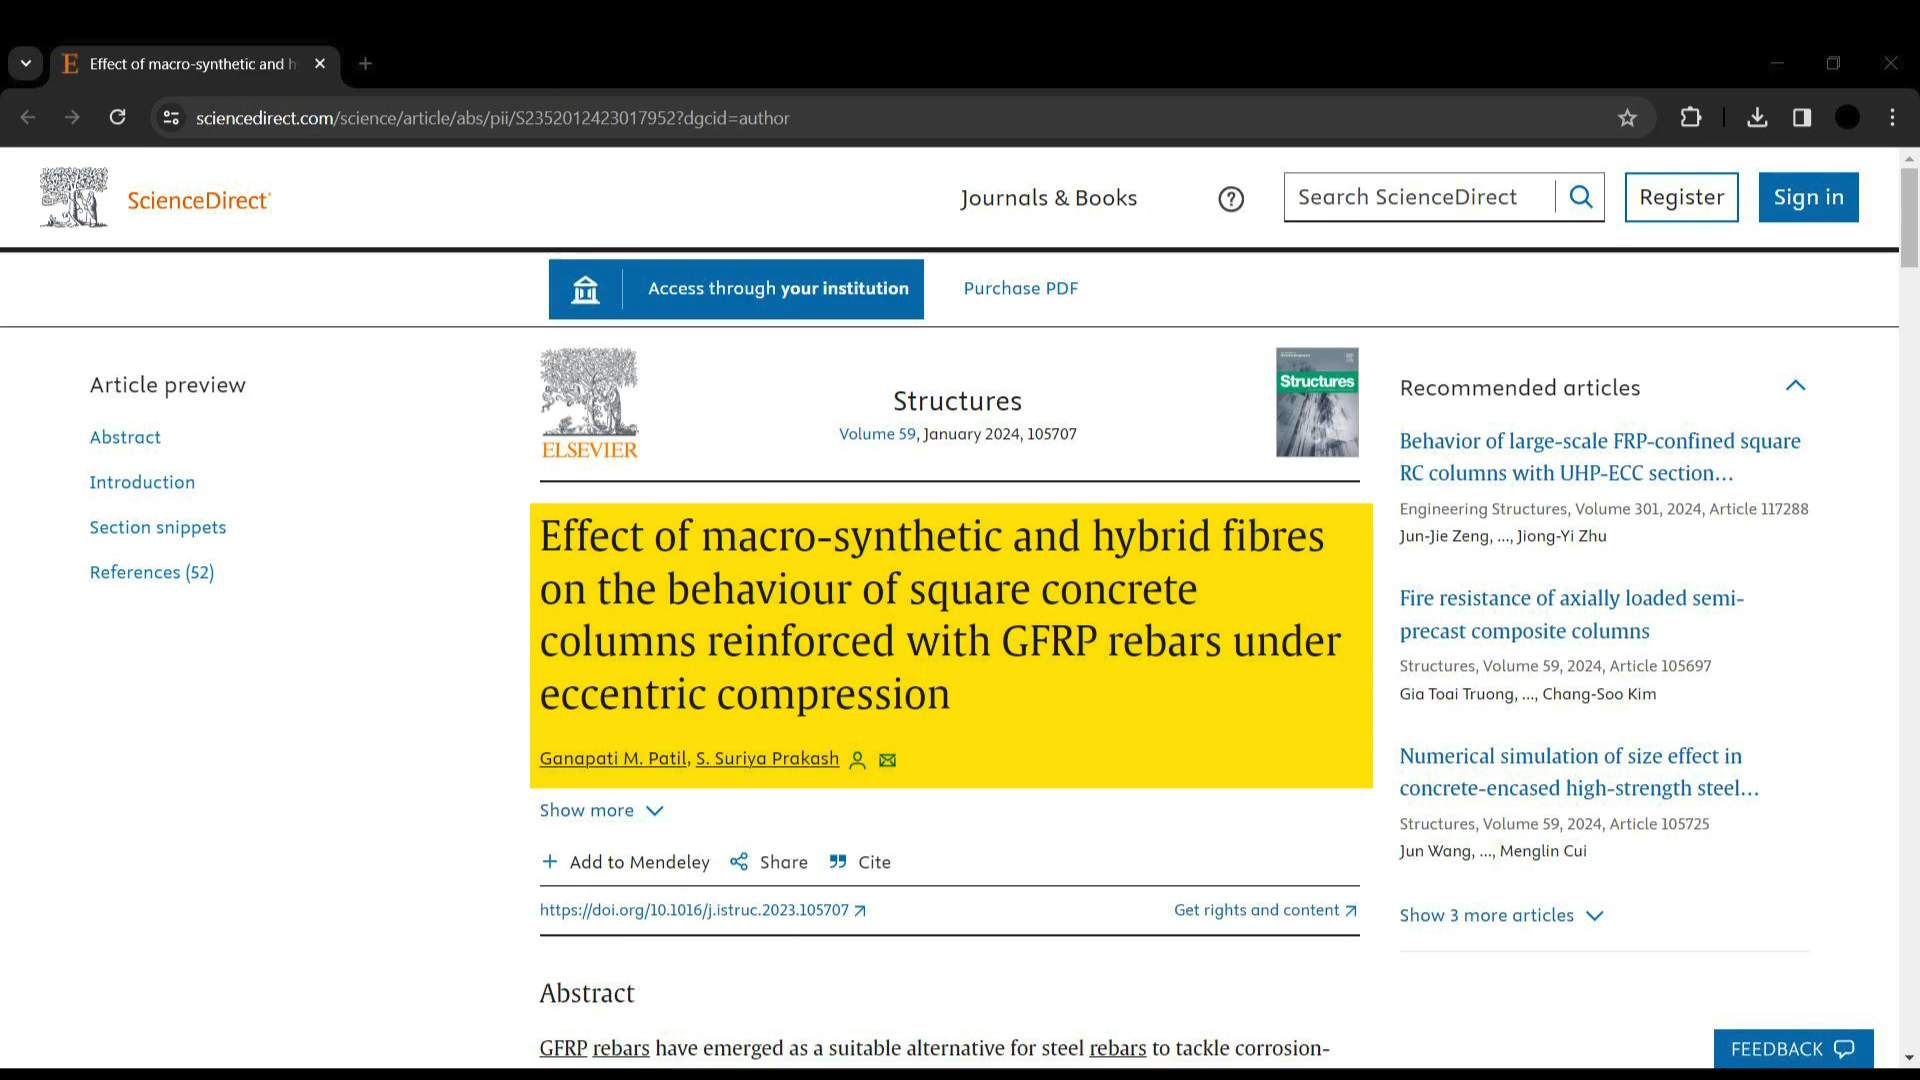 Effect of macro-synthetic and h
sciencedirect.com/science/article/abs/pii/S2352012423017952?dgcid=author
ScienceDirect
Journals & Books
Search ScienceDirect
Register
Sign in
Access through your institution
Purchase PDF
Article preview
Abstract
Introduction
Section snippets
References (52)
ELSEVIER
Structures
Volume 59, January 2024, 105707
Structures
Effect of macro-synthetic and hybrid fibres
on the behaviour of square concrete
columns reinforced with GFRP rebars under
eccentric compression
Ganapati M. Patil, S. Suriya Prakash
Show more
Add to Mendeley
Share
Cite
https://doi.org/10.1016/j.istruc.2023.105707
Get rights and content
Abstract
GFRP rebars have emerged as a suitable alternative for steel rebars to tackle corrosion-
Recommended articles
Behavior of large-scale FRP-confined square
RC columns with UHP-ECC section...
Engineering Structures, Volume 301, 2024, Article 117288
Jun-Jie Zeng, ..., Jiong-Yi Zhu
Fire resistance of axially loaded semi-
precast composite columns
Structures, Volume 59, 2024, Article 105697
Gia Toai Truong, ..., Chang-Soo Kim
Numerical simulation of size effect in
concrete-encased high-strength steel...
Structures, Volume 59, 2024, Article 105725
Jun Wang, ..., Menglin Cui
Show 3 more articles
FEEDBACK